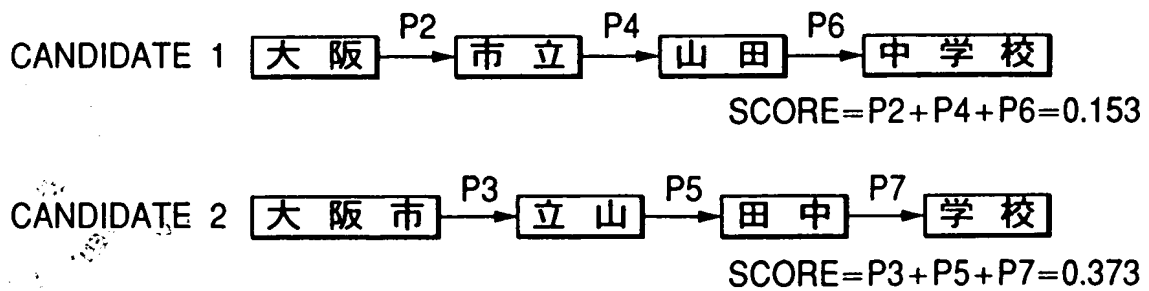 P2 P4 P6
CANDIDATE 1 大阪 市立 山田 中学校
SCORE=P2+P4+P6=0.153
P3 P5 P7
CANDIDATE 2 大阪市 立山 田中 学校
SCORE=P3+P5+P7=0.373